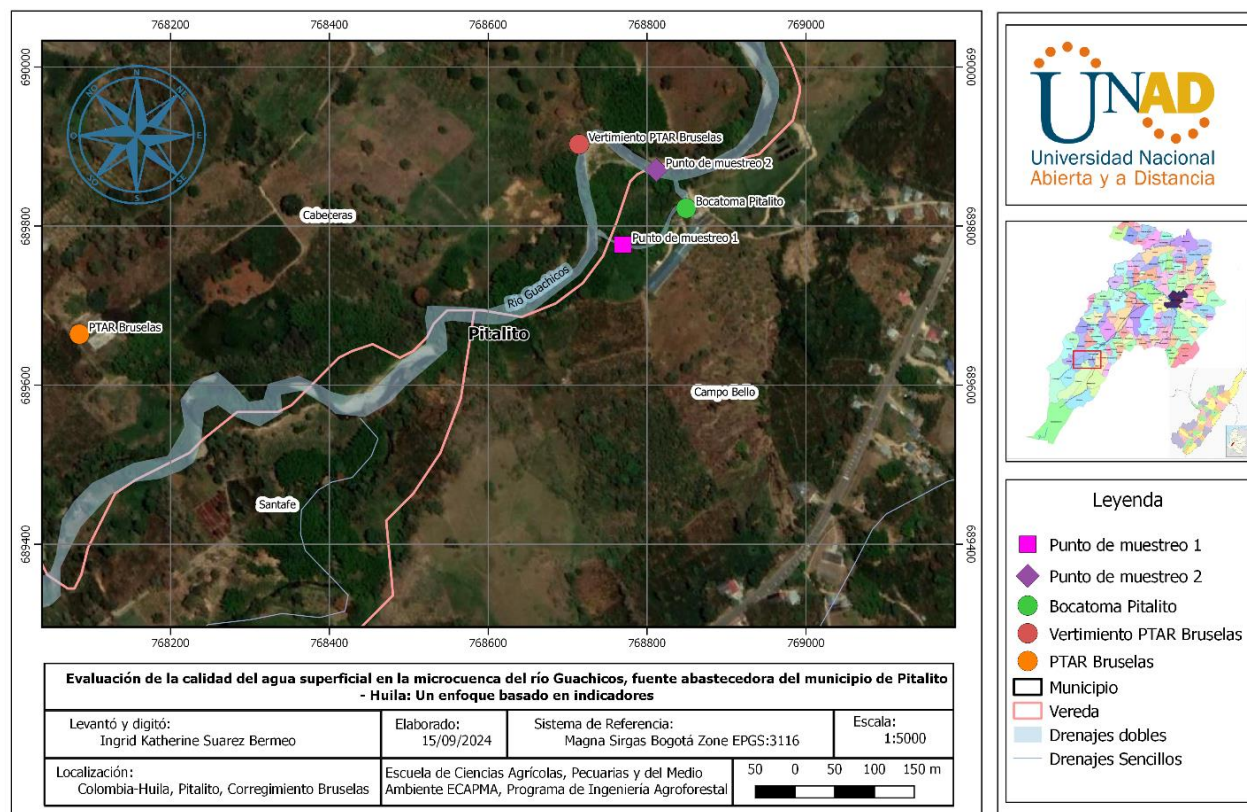 768200 768400 768600 768800 769000
690000 690000
N
NO NE
O E
SO SE
S
Vertimiento PTAR Bruselas
Punto de muestreo 2
Bocatoma Pitalito
Cabeceras
689800 689800
Punto de muestreo 1
Rio Guachicos
PTAR Bruselas
Pitalito
689600 689600
Campo Bello
Santafe
689400 689400
768200 768400 768600 768800 769000
Evaluación de la calidad del agua superficial en la microcuenca del río Guachicos, fuente abastecedora del municipio de Pitalito
- Huila: Un enfoque basado en indicadores
Levantó y digitó:
Ingrid Katherine Suarez Bermeo
Elaborado:
15/09/2024
Sistema de Referencia:
Magna Sirgas Bogotá Zone EPGS:3116
Escala:
1:5000
Localización:
Colombia-Huila, Pitalito, Corregimiento Bruselas
Escuela de Ciencias Agrícolas, Pecuarias y del Medio
Ambiente ECAPMA, Programa de Ingeniería Agroforestal
50 0 50 100 150 m
UNAD
Universidad Nacional
Abierta y a Distancia
Leyenda
Punto de muestreo 1
Punto de muestreo 2
Bocatoma Pitalito
Vertimiento PTAR Bruselas
PTAR Bruselas
Municipio
Vereda
Drenajes dobles
Drenajes Sencillos